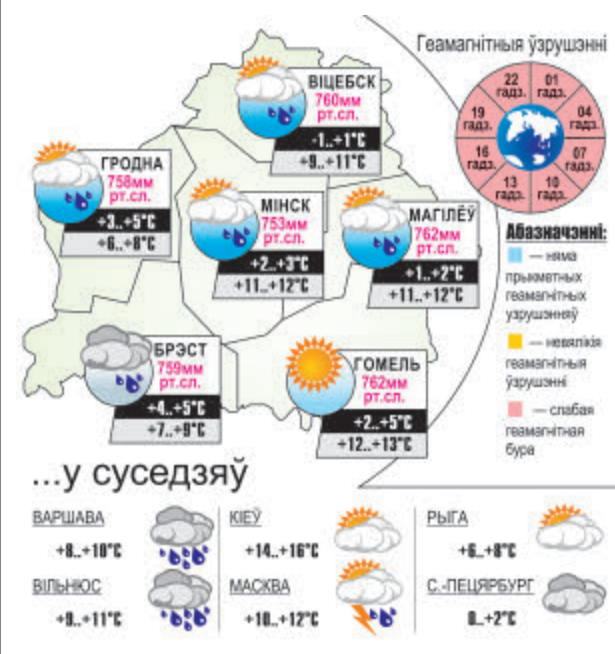 Геамагнітныя ўзрушэнні
22 гадз.
01 гадз.
04 гадз.
07 гадз.
10 гадз.
13 гадз.
16 гадз.
19 гадз.
ВІЦЕБСК
760мм
рт.сл.
-1..+1°C
+9..+11°C
ГРОДНА
758мм
рт.сл.
+3..+5°C
+6..+8°C
МІНСК
753мм
рт.сл.
+2..+3°C
+11..+12°C
МАГІЛЁЎ
762мм
рт.сл.
+1..+2°C
+11..+12°C
БРЭСТ
759мм
рт.сл.
+4..+5°C
+7..+9°C
ГОМЕЛЬ
762мм
рт.сл.
+2..+5°C
+12..+13°C
Абазначэнні:
— няма
прыкметных
геамагнітных
узрушэнняў
— невялікія
геамагнітныя
ўзрушэнні
— слабая
геамагнітная
бура
...у суседзяў
ВАРШАВА
+8..+10°C
КІЕЎ
+14..+16°C
РЫГА
+6..+8°C
ВІЛЬНЮС
+9..+11°C
МАСКВА
+10..+12°C
С.-ПЕЦЯРБУРГ
0..+2°C